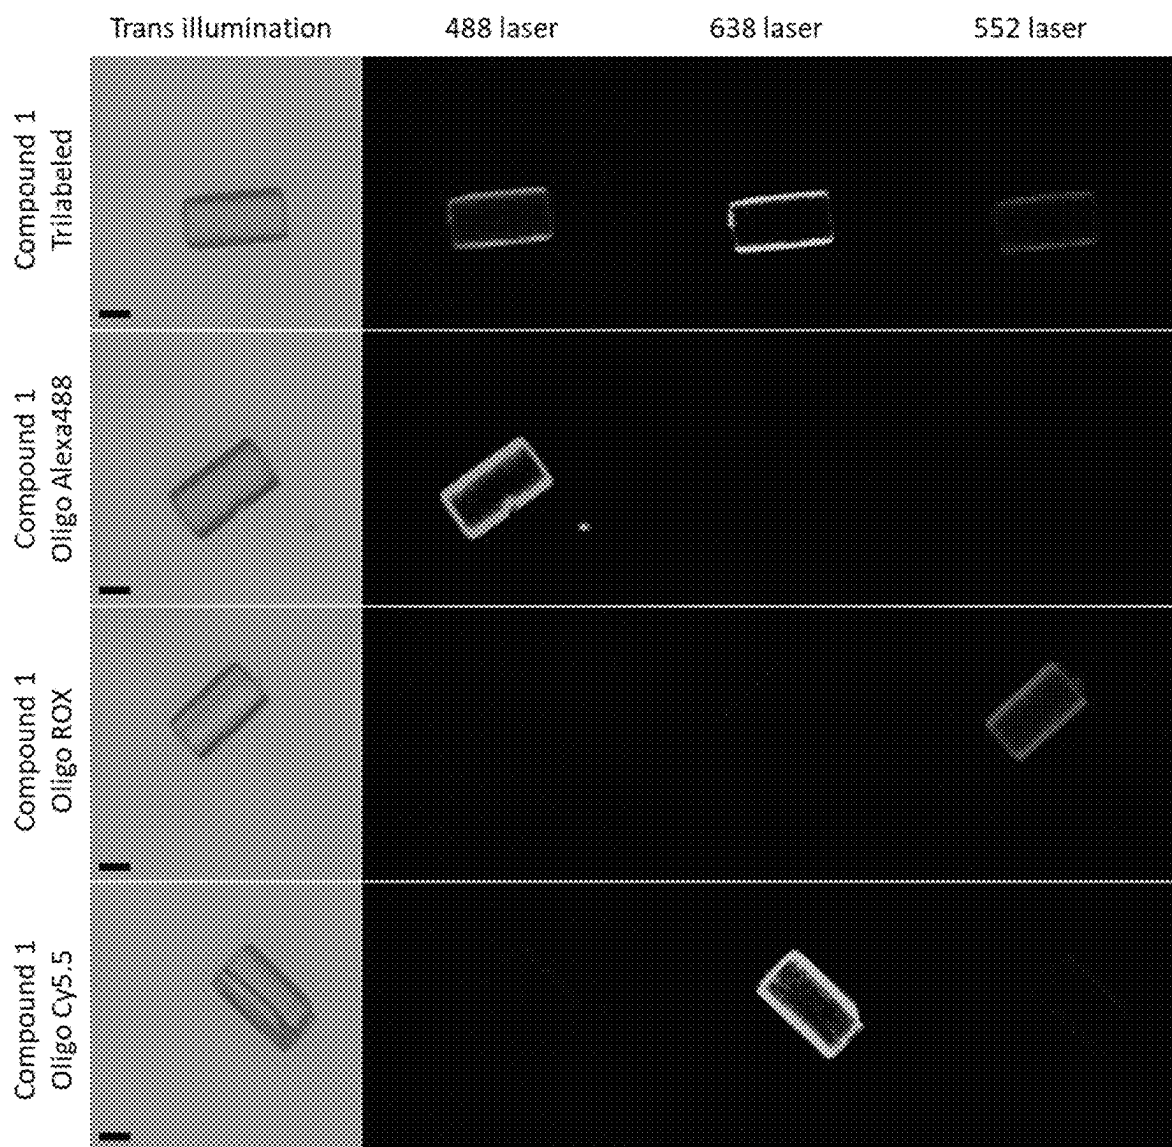 Trans illumination
488 laser
638 laser
552 laser
Compound 1
Trilabeled
Compound 1
Oligo Alexa488
Compound 1
Oligo ROX
Compound 1
Oligo Cy5.5